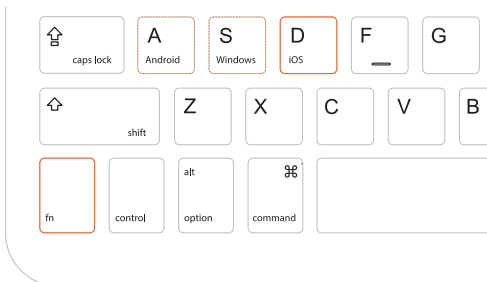 A S D F G
caps lock Android Windows iOS
Z X C V B
shift
alt ⌘
fn control option command